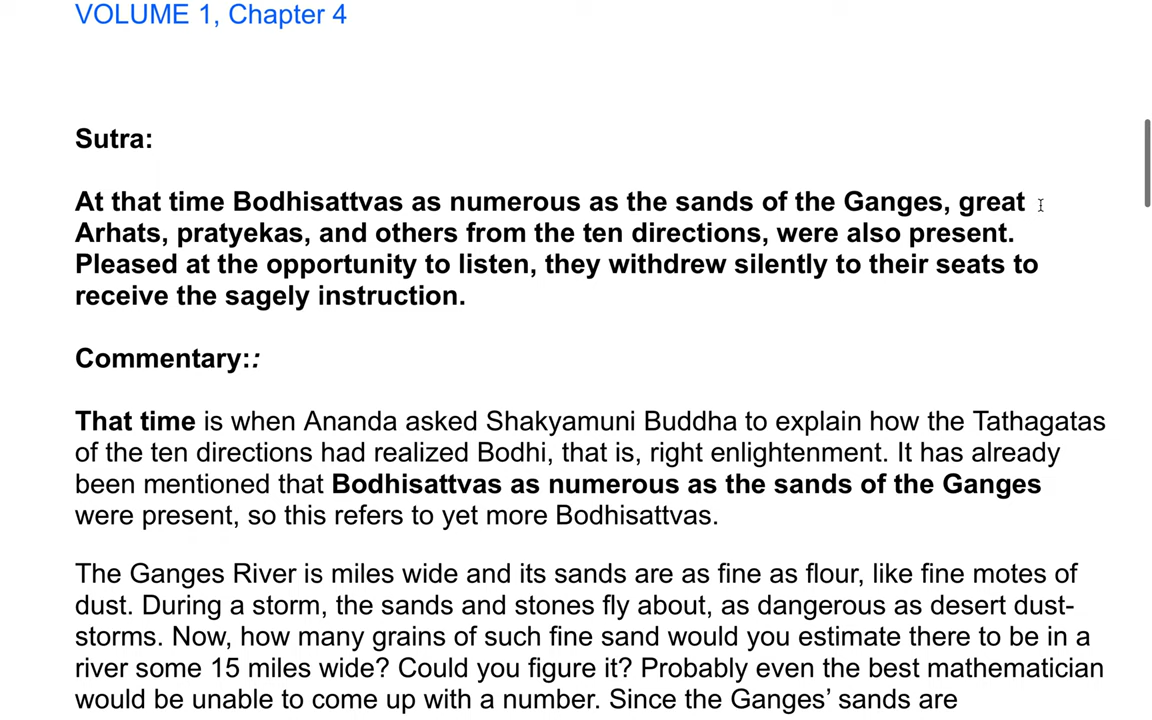 VOLUME 1, Chapter 4
Sutra:
At that time Bodhisattvas as numerous as the sands of the Ganges, great
Arhats, pratyekas, and others from the ten directions, were also present.
Pleased at the opportunity to listen, they withdrew silently to their seats to
receive the sagely instruction.
Commentary::
That time is when Ananda asked Shakyamuni Buddha to explain how the Tathagatas
of the ten directions had realized Bodhi, that is, right enlightenment. It has already
been mentioned that Bodhisattvas as numerous as the sands of the Ganges
were present, so this refers to yet more Bodhisattvas.
The Ganges River is miles wide and its sands are as fine as flour, like fine motes of
dust. During a storm, the sands and stones fly about, as dangerous as desert dust-
storms. Now, how many grains of such fine sand would you estimate there to be in a
river some 15 miles wide? Could you figure it? Probably even the best mathematician
would be unable to come up with a number. Since the Ganges’ sands are